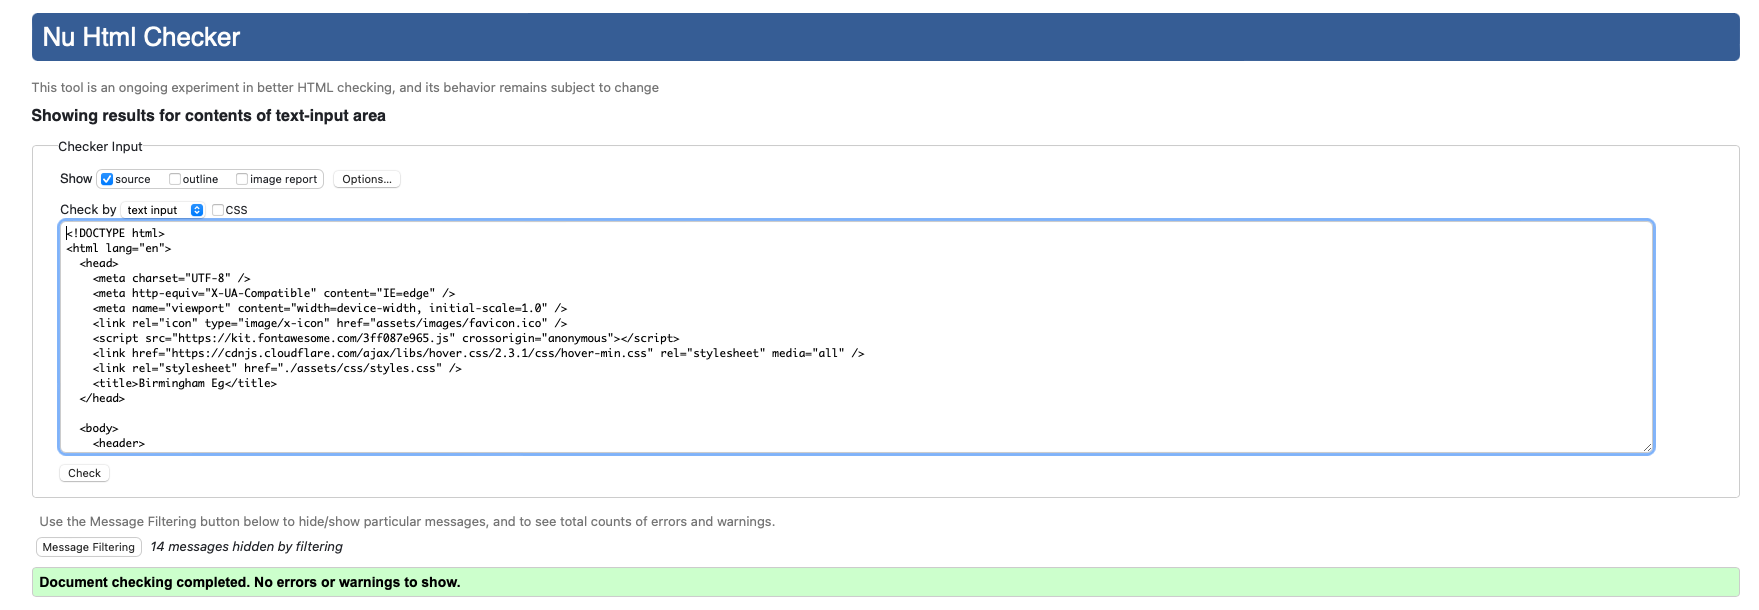 Nu Html Checker
This tool is an ongoing experiment in better HTML checking, and its behavior remains subject to change
Showing results for contents of text-input area
Checker Input
Show source outline image report Options...
Check by text input CSS
<!DOCTYPE html>
<html lang="en">
  <head>
    <meta charset="UTF-8" />
    <meta http-equiv="X-UA-Compatible" content="IE=edge" />
    <meta name="viewport" content="width=device-width, initial-scale=1.0" />
    <link rel="icon" type="image/x-icon" href="assets/images/favicon.ico" />
    <script src="https://kit.fontawesome.com/3ff087e965.js" crossorigin="anonymous"></script>
    <link href="https://cdnjs.cloudflare.com/ajax/libs/hover.css/2.3.1/css/hover-min.css" rel="stylesheet" media="all" />
    <link rel="stylesheet" href="./assets/css/styles.css" />
    <title>Birmingham Eg</title>
  </head>
  <body>
    <header>
Check
Use the Message Filtering button below to hide/show particular messages, and to see total counts of errors and warnings.
Message Filtering 14 messages hidden by filtering
Document checking completed. No errors or warnings to show.